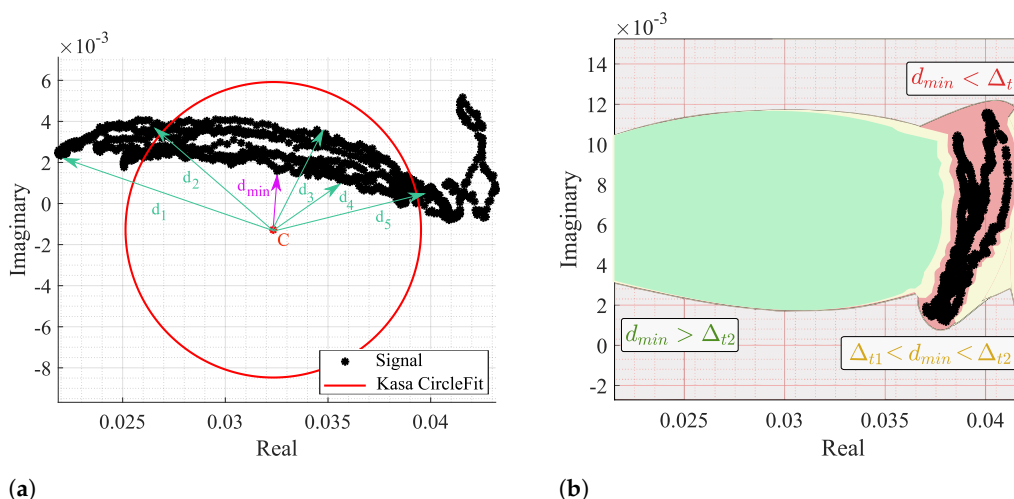 ×10⁻³
6
4
2
0
-2
-4
-6
-8
Imaginary
d₁
d₂
d_min
d₃
d₄
d₅
C
Signal
Kasa CircleFit
0.025
0.03
0.035
0.04
Real
(a)
×10⁻³
14
12
10
8
6
4
2
0
-2
Imaginary
d_min < Δ_t
d_min > Δ_t2
Δ_t1 < d_min < Δ_t2
0.025
0.03
0.035
0.04
Real
(b)